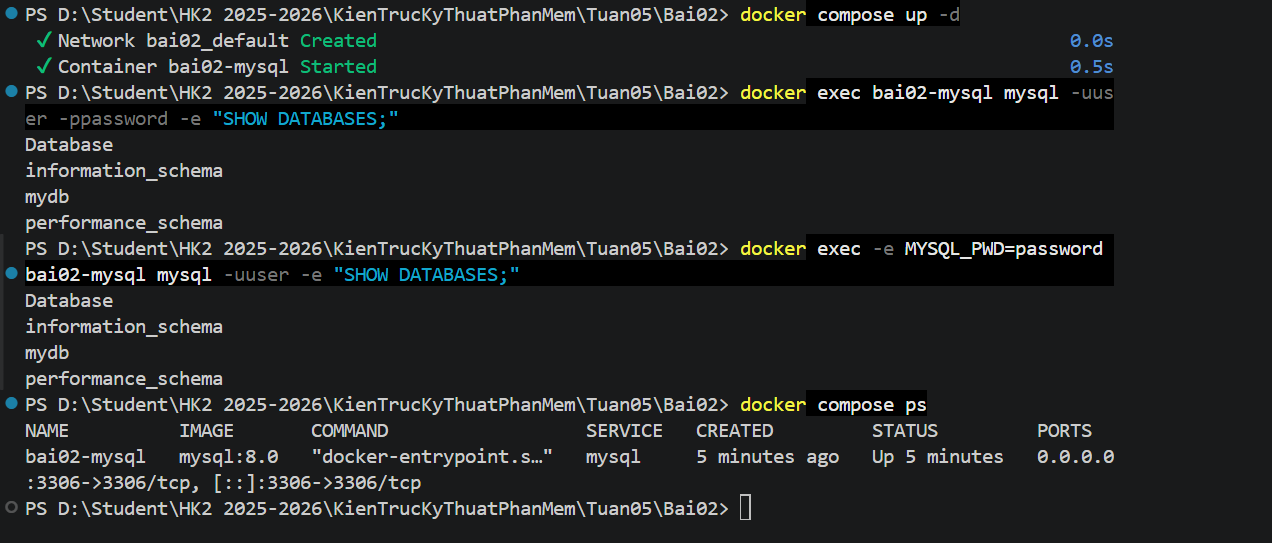 PS D:\Student\HK2 2025-2026\KienTrucKyThuatPhanMem\Tuan05\Bai02> docker compose up -d
✓ Network bai02_default Created 0.0s
✓ Container bai02-mysql Started 0.5s
PS D:\Student\HK2 2025-2026\KienTrucKyThuatPhanMem\Tuan05\Bai02> docker exec bai02-mysql mysql -uus
er -ppassword -e "SHOW DATABASES;"
Database
information_schema
mydb
performance_schema
PS D:\Student\HK2 2025-2026\KienTrucKyThuatPhanMem\Tuan05\Bai02> docker exec -e MYSQL_PWD=password
bai02-mysql mysql -uuser -e "SHOW DATABASES;"
Database
information_schema
mydb
performance_schema
PS D:\Student\HK2 2025-2026\KienTrucKyThuatPhanMem\Tuan05\Bai02> docker compose ps
NAME IMAGE COMMAND SERVICE CREATED STATUS PORTS
bai02-mysql mysql:8.0 "docker-entrypoint.s…" mysql 5 minutes ago Up 5 minutes 0.0.0.0
:3306->3306/tcp, [::]:3306->3306/tcp
PS D:\Student\HK2 2025-2026\KienTrucKyThuatPhanMem\Tuan05\Bai02>